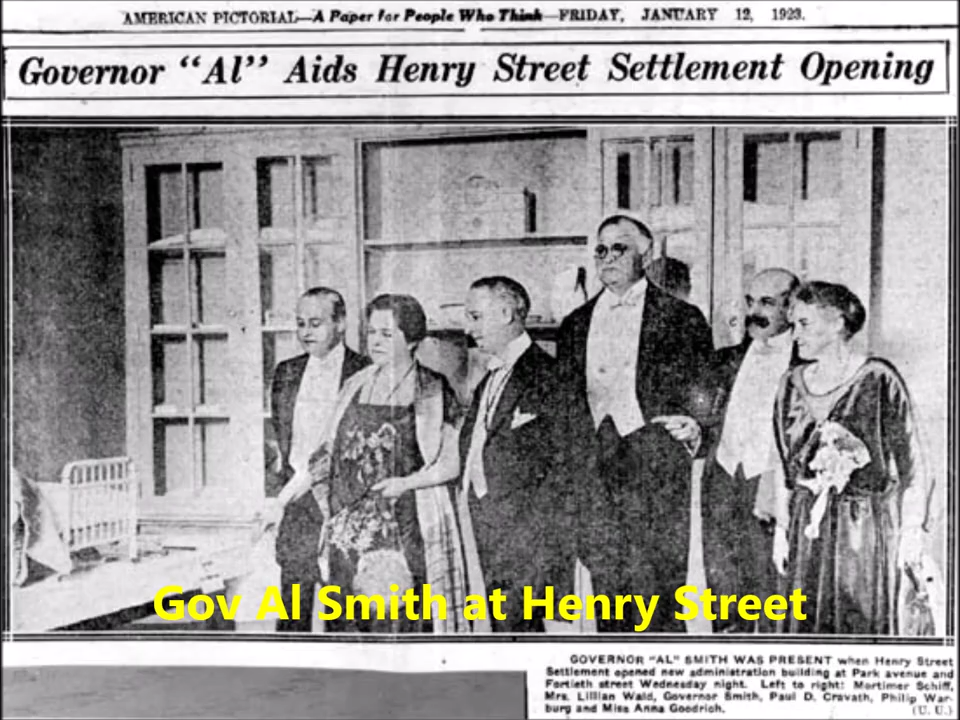 AMERICAN PICTORIAL—A Paper for People Who Think—FRIDAY, JANUARY 12, 1923.
Governor “Al” Aids Henry Street Settlement Opening
Gov Al Smith at Henry Street
GOVERNOR “AL” SMITH WAS PRESENT when Henry Street
Settlement opened new administration building at Park avenue and
Fortieth street Wednesday night. Left to right: Mortimer Schiff,
Mrs. Lillian Wald, Governor Smith, Paul D. Cravath, Philip War-
burg and Miss Anna Goodrich. (U. U.)